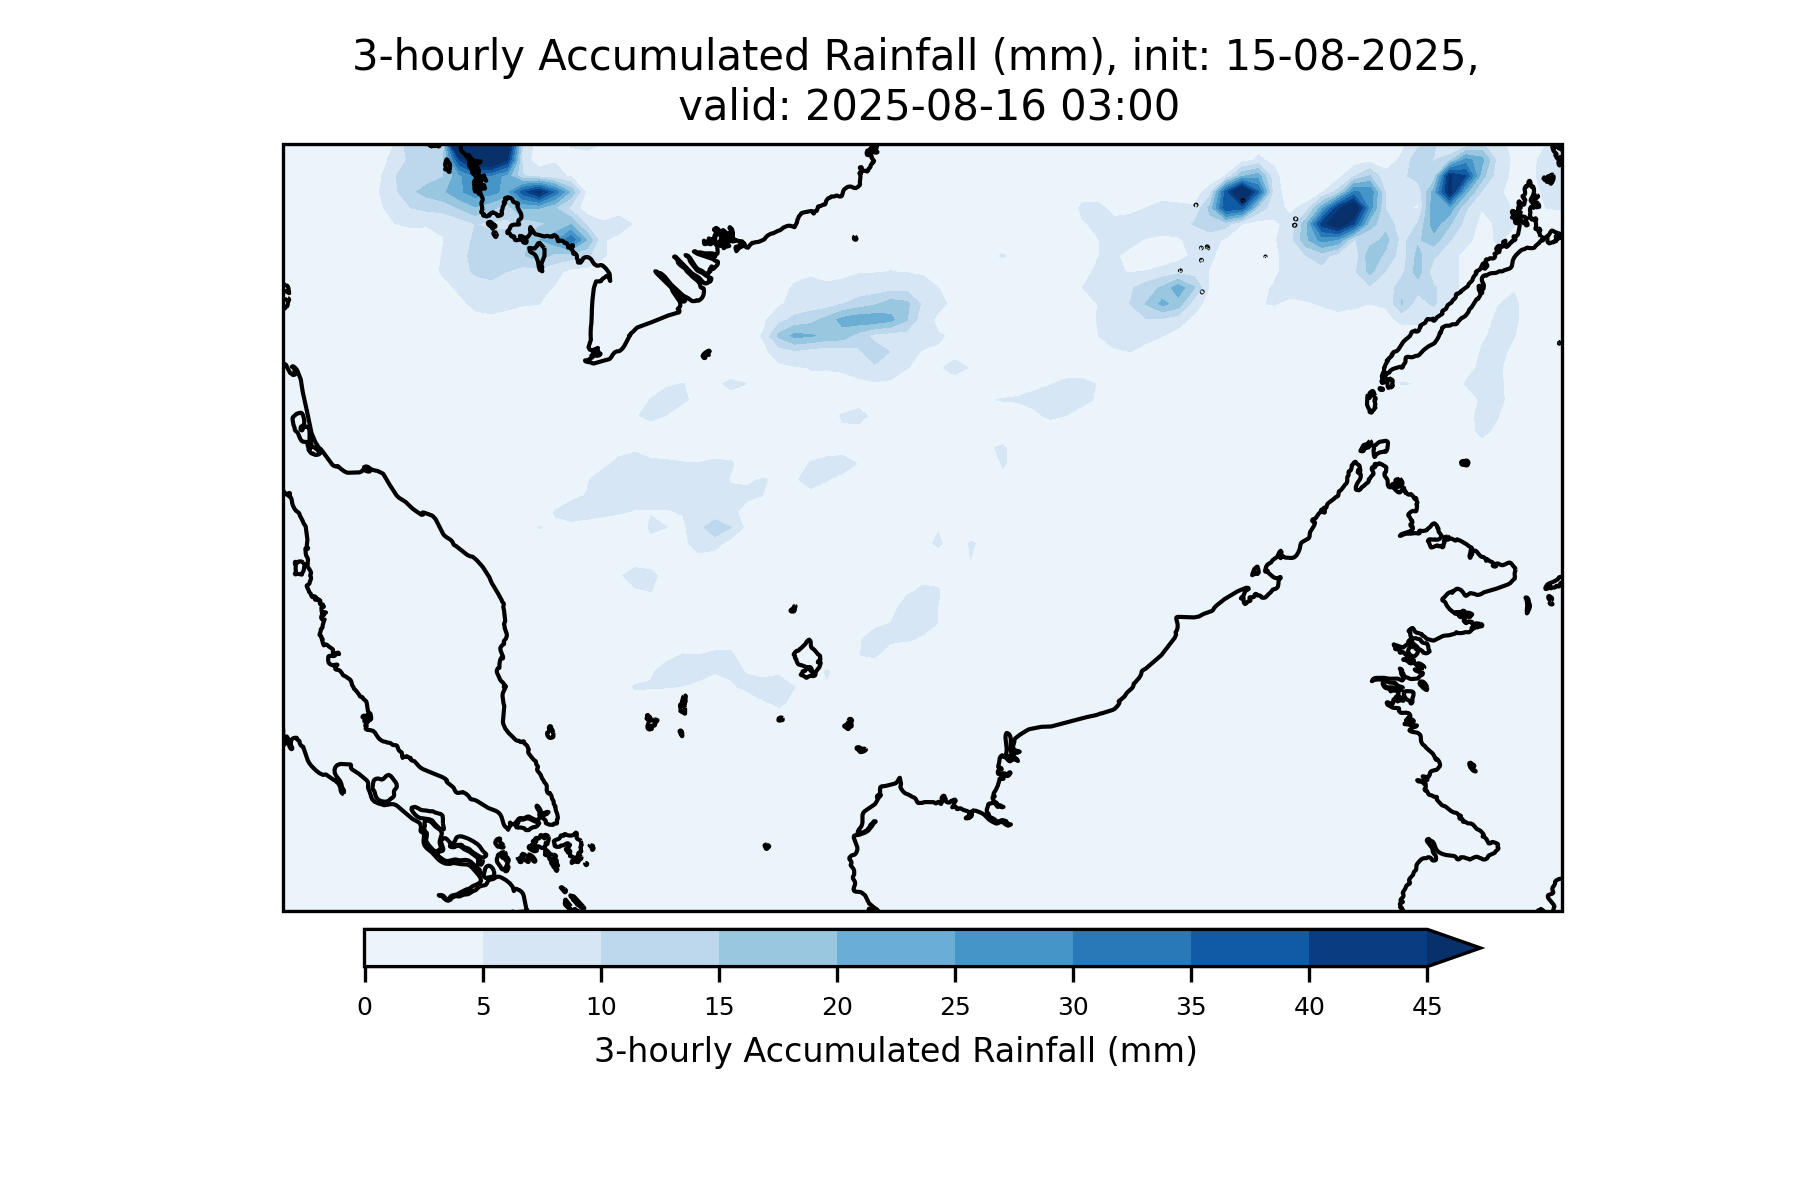 3-hourly Accumulated Rainfall (mm), init: 15-08-2025,
valid: 2025-08-16 03:00
0 5 10 15 20 25 30 35 40 45
3-hourly Accumulated Rainfall (mm)